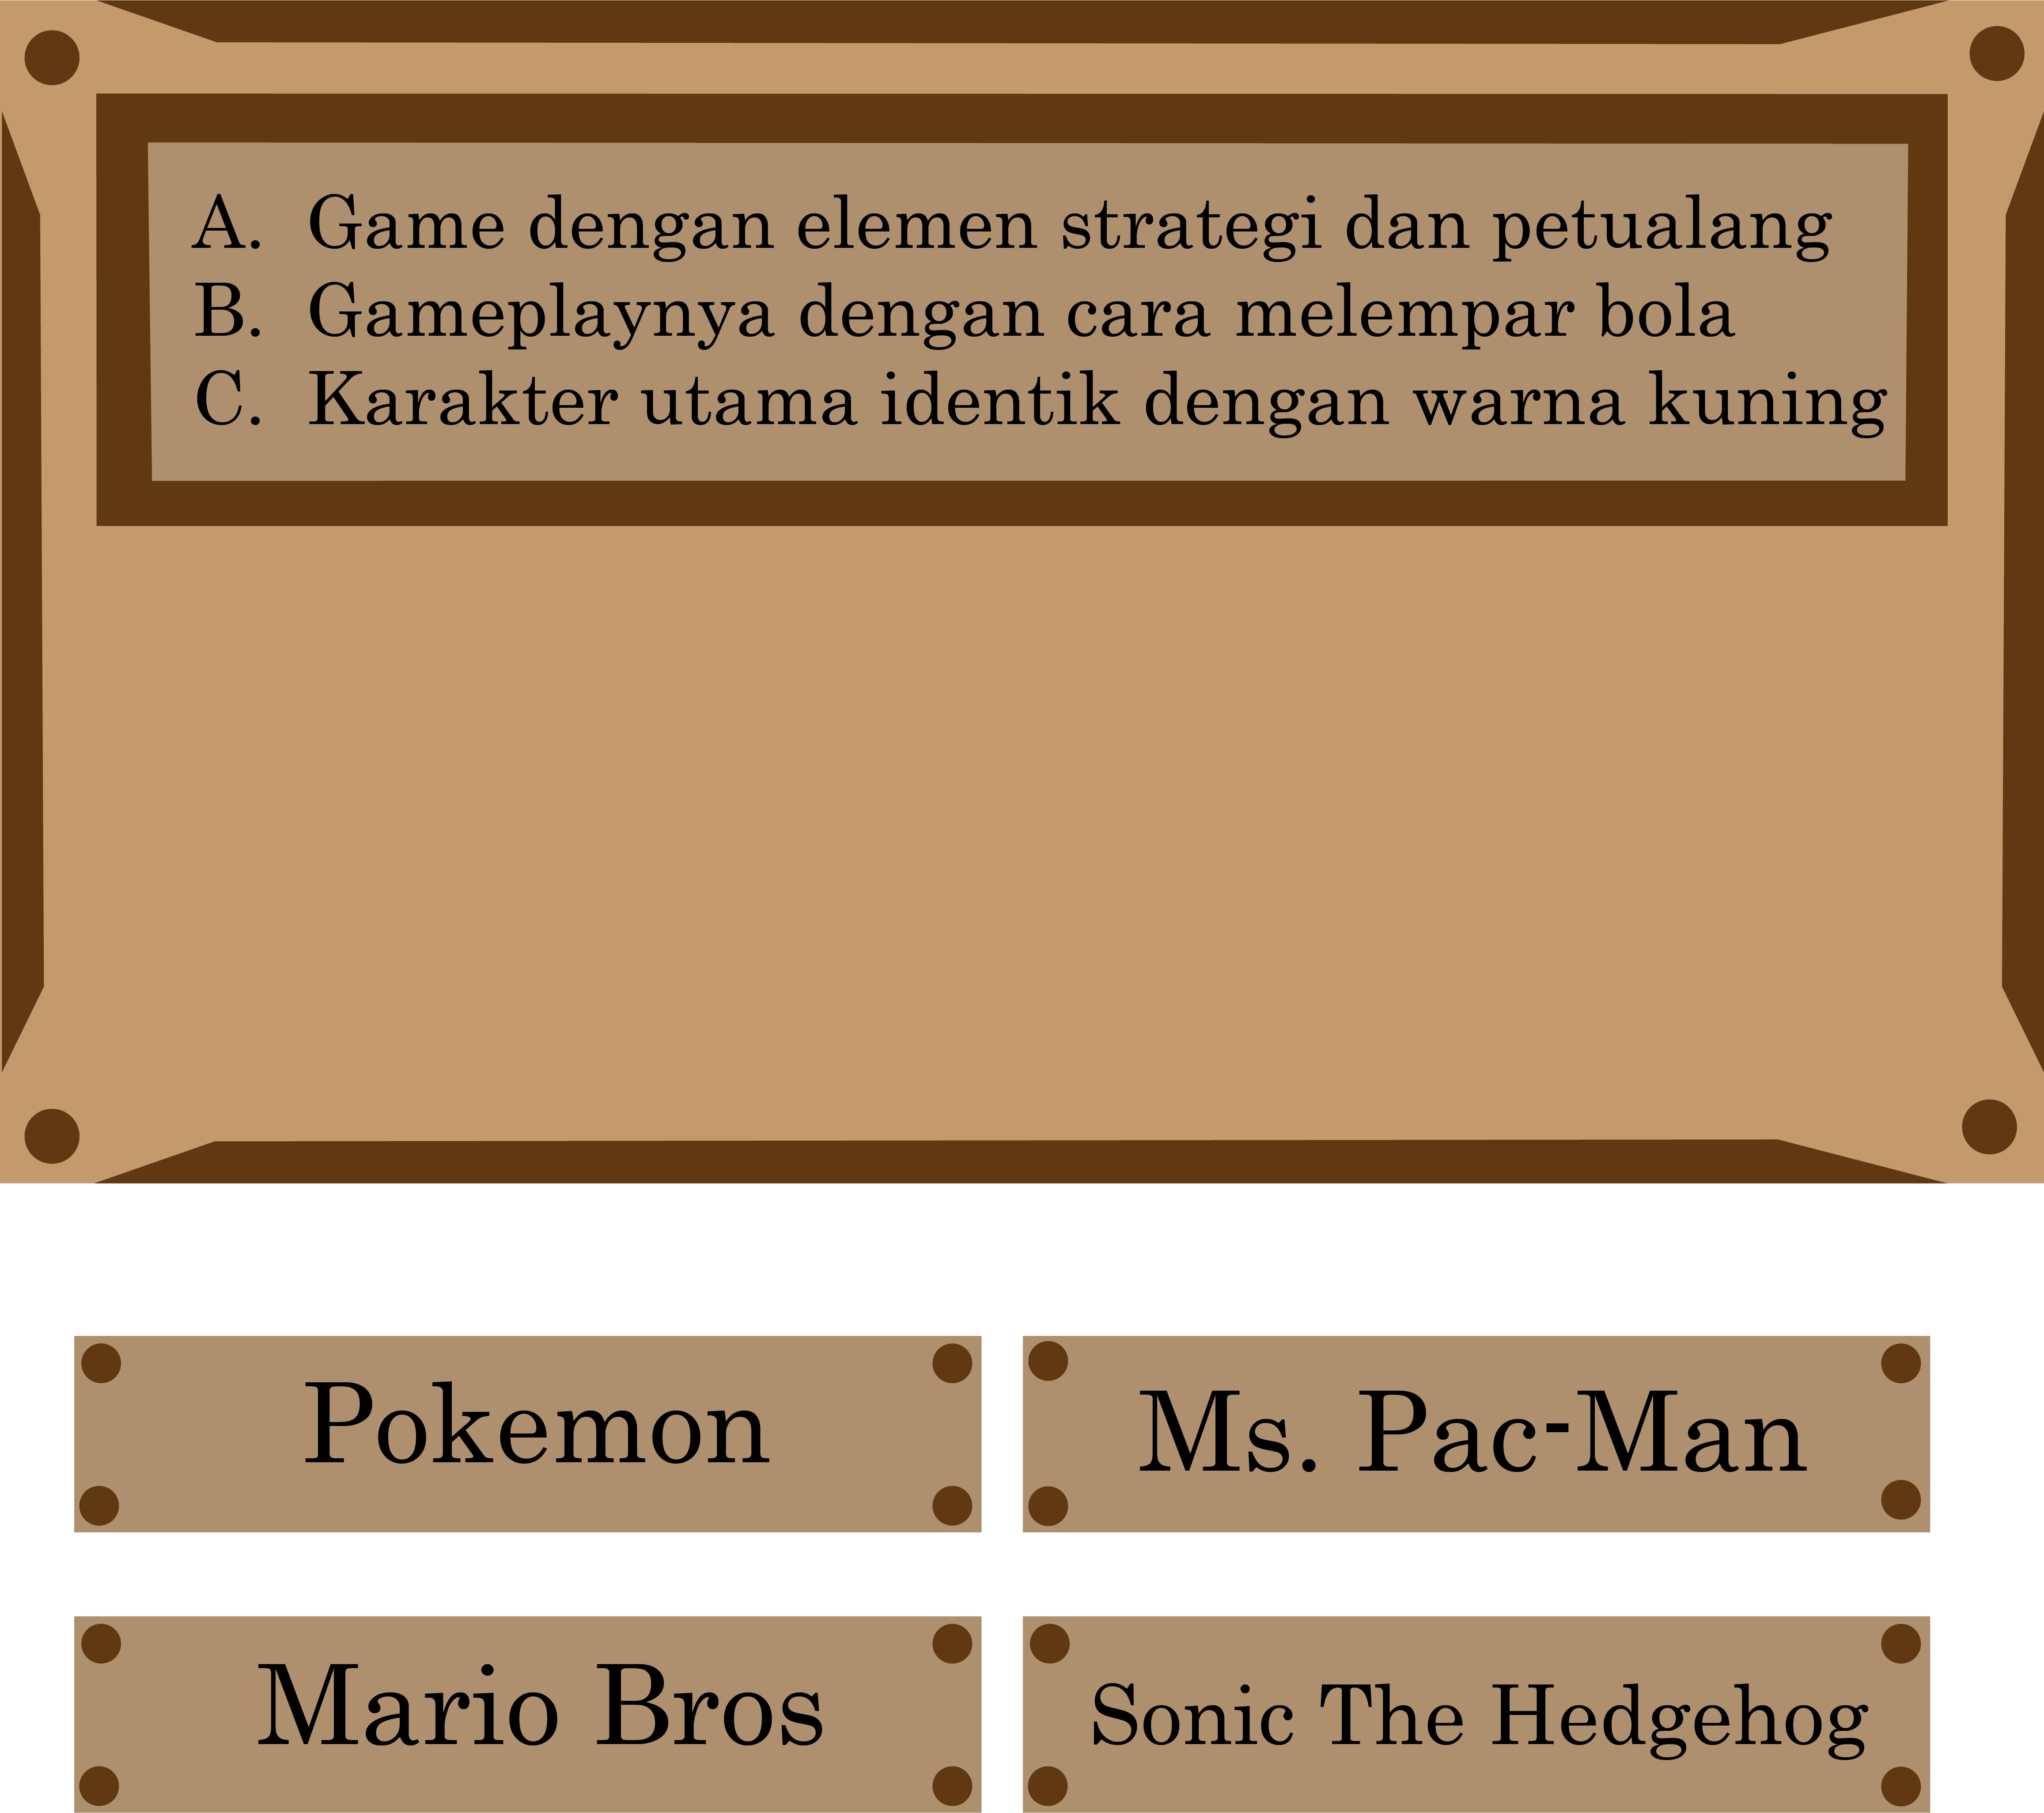 A. Game dengan elemen strategi dan petualang
B. Gameplaynya dengan cara melempar bola
C. Karakter utama identik dengan warna kuning
Pokemon
Ms. Pac-Man
Mario Bros
Sonic The Hedgehog